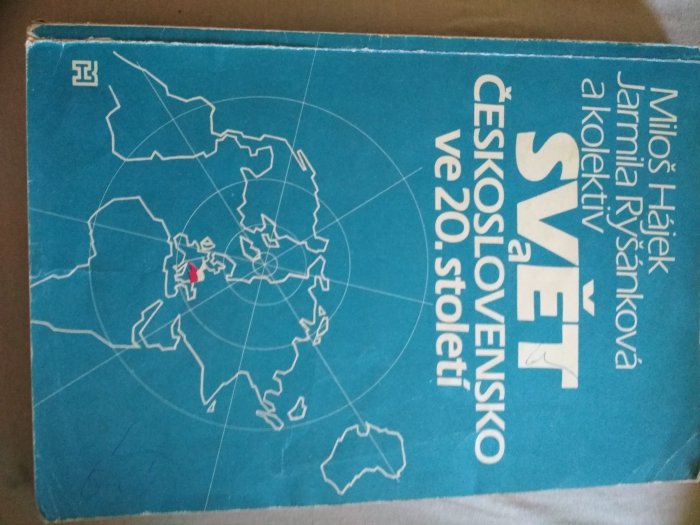 Miloš Hájek
Jarmila Ryšánková
a kolektiv
SVĚT
a
ČESKOSLOVENSKO
ve 20. století